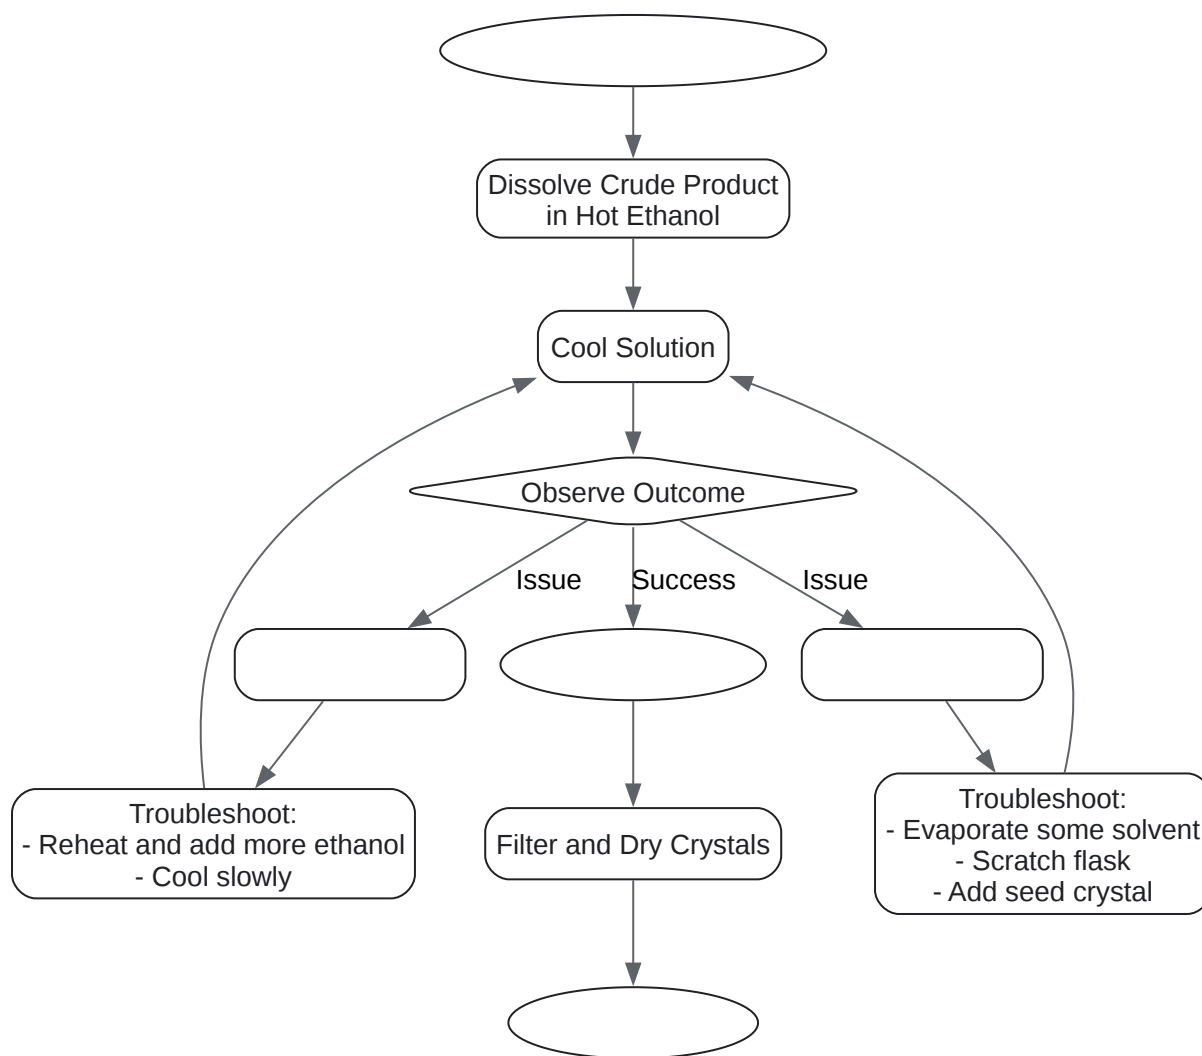 Dissolve Crude Product
in Hot Ethanol
Cool Solution
Observe Outcome
Issue
Success
Issue
Troubleshoot:
- Reheat and add more ethanol
- Cool slowly
Filter and Dry Crystals
Troubleshoot:
- Evaporate some solvent
- Scratch flask
- Add seed crystal